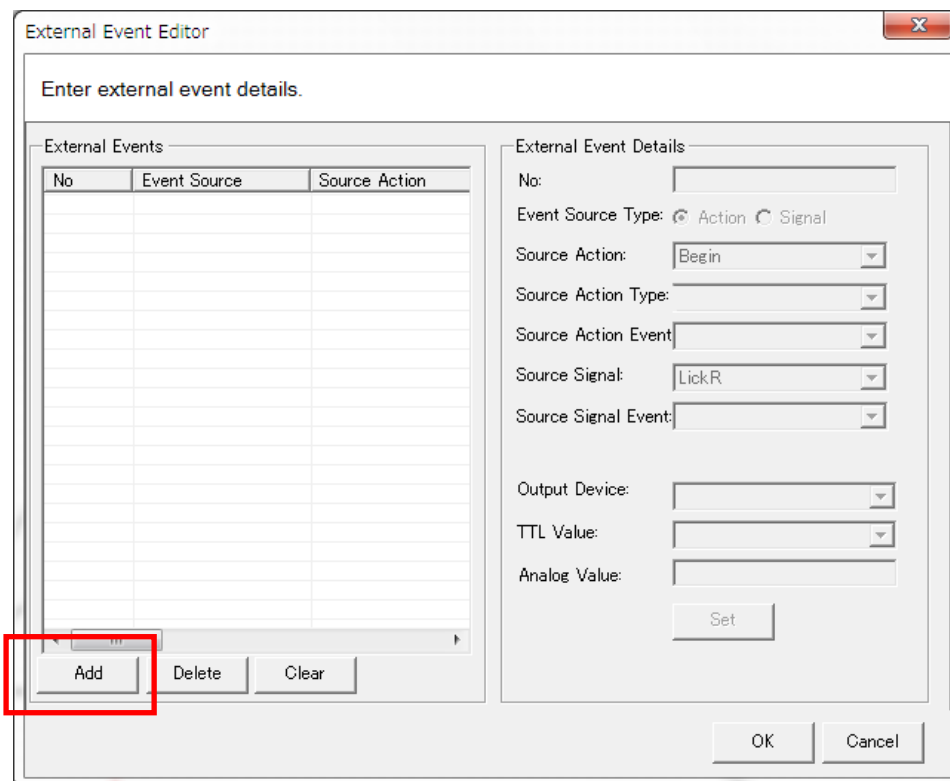 External Event Editor
Enter external event details.
External Events
No Event Source Source Action
Add Delete Clear
External Event Details
No:
Event Source Type: Action Signal
Source Action: Begin
Source Action Type:
Source Action Event
Source Signal: LickR
Source Signal Event:
Output Device:
TTL Value:
Analog Value:
Set
OK Cancel